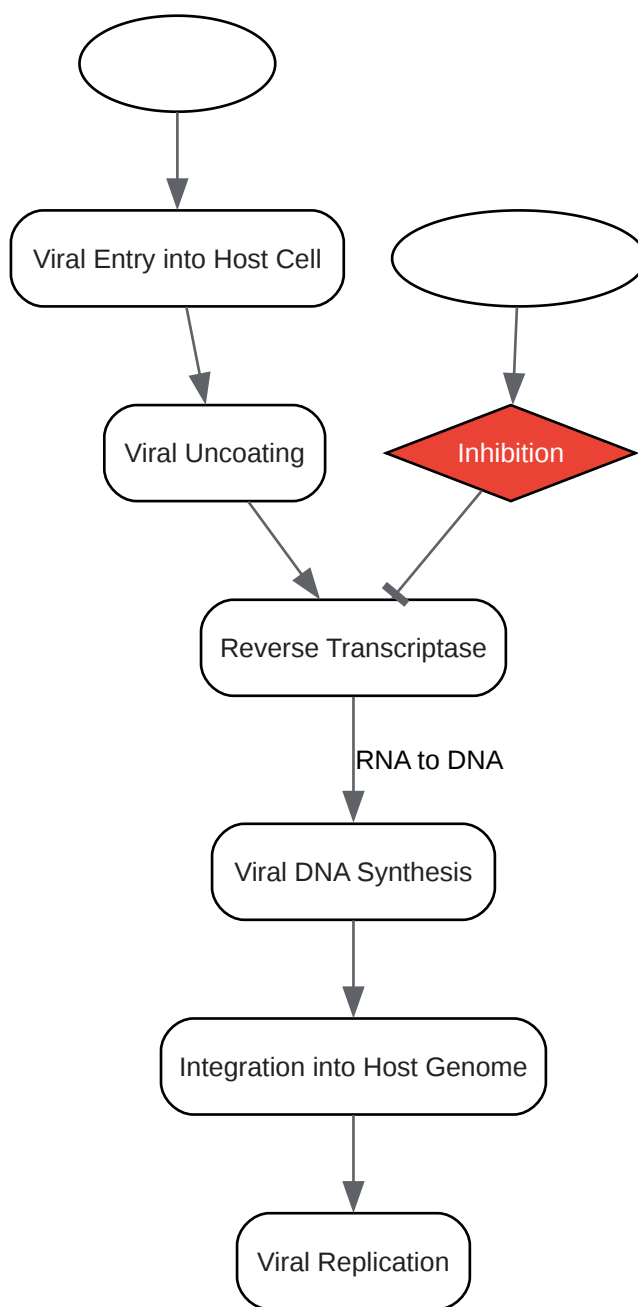 Viral Entry into Host Cell
Viral Uncoating
Inhibition
Reverse Transcriptase
RNA to DNA
Viral DNA Synthesis
Integration into Host Genome
Viral Replication